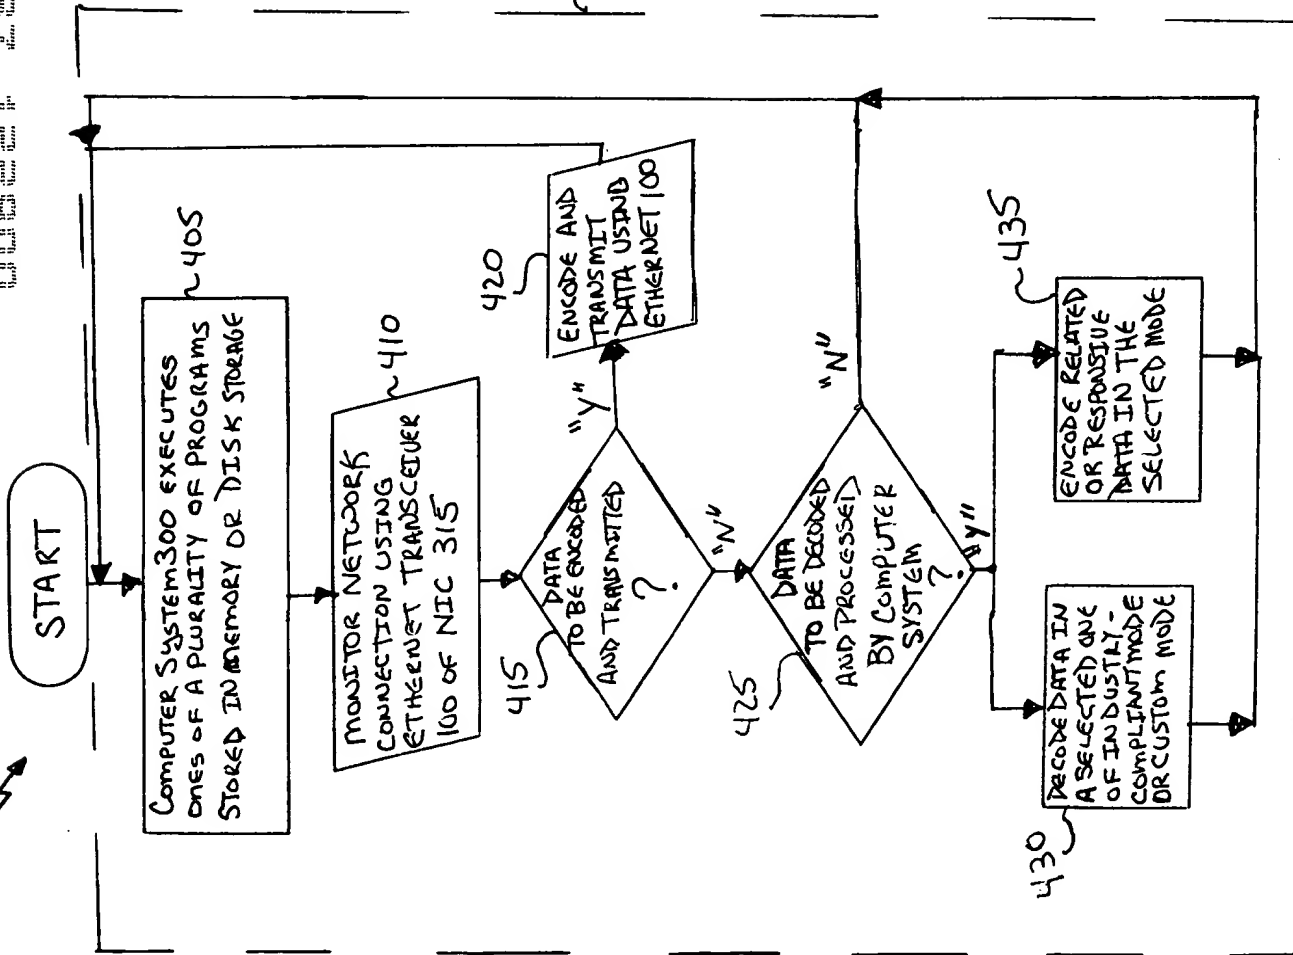 START
405
COMPUTER SYSTEM 300 EXECUTES
ONES OF A PLURALITY OF PROGRAMS
STORED IN MEMORY OR DISK STORAGE
410
MONITOR NETWORK
CONNECTION USING
ETHERNET TRANSCEIVER
100 OF NIC 315
415
DATA
TO BE ENCODED
AND TRANSMITTED
?
"Y"
420
ENCODE AND
TRANSMIT
DATA USING
ETHERNET 100
"N"
425
DATA
TO BE DECODED
AND PROCESSED
BY COMPUTER
SYSTEM
?
"N"
"Y"
430
DECODE DATA IN
A SELECTED ONE
OF INDUSTRY-
COMPLIANT MODE
OR CUSTOM MODE
435
ENCODE RELATED
OR RESPONSIVE
DATA IN THE
SELECTED MODE